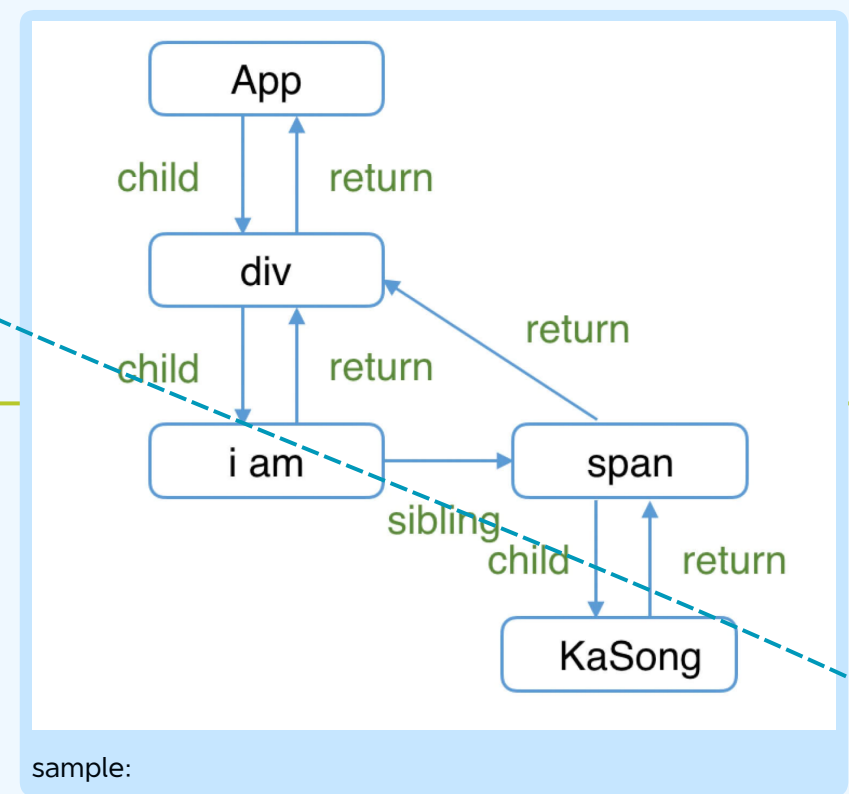 App
child return
div
return
child return
i am span
sibling
child return
KaSong
sample: